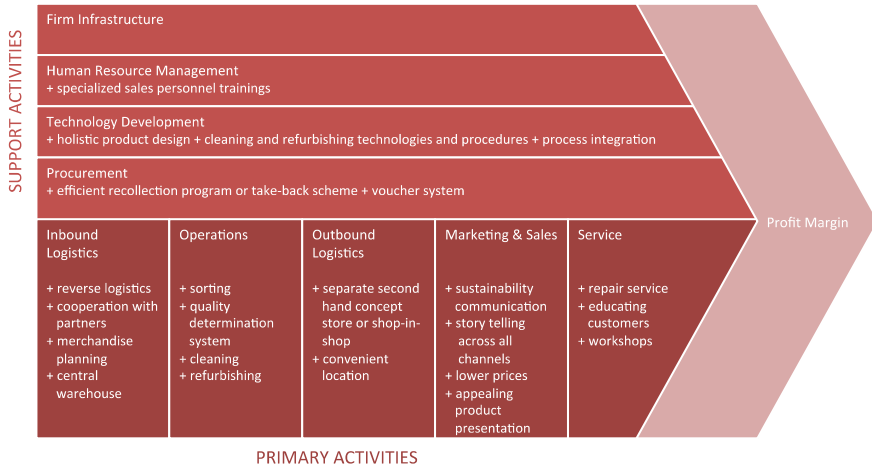 SUPPORT ACTIVITIES
Firm Infrastructure
Human Resource Management
+ specialized sales personnel trainings
Technology Development
+ holistic product design + cleaning and refurbishing technologies and procedures + process integration
Procurement
+ efficient recollection program or take-back scheme + voucher system
Inbound
Logistics
+ reverse logistics
+ cooperation with
partners
+ merchandise
planning
+ central
warehouse
Operations
+ sorting
+ quality
determination
system
+ cleaning
+ refurbishing
Outbound
Logistics
+ separate second
hand concept
store or shop-in-
shop
+ convenient
location
Marketing & Sales
+ sustainability
communication
+ story telling
across all
channels
+ lower prices
+ appealing
product
presentation
Service
+ repair service
+ educating
customers
+ workshops
Profit Margin
PRIMARY ACTIVITIES